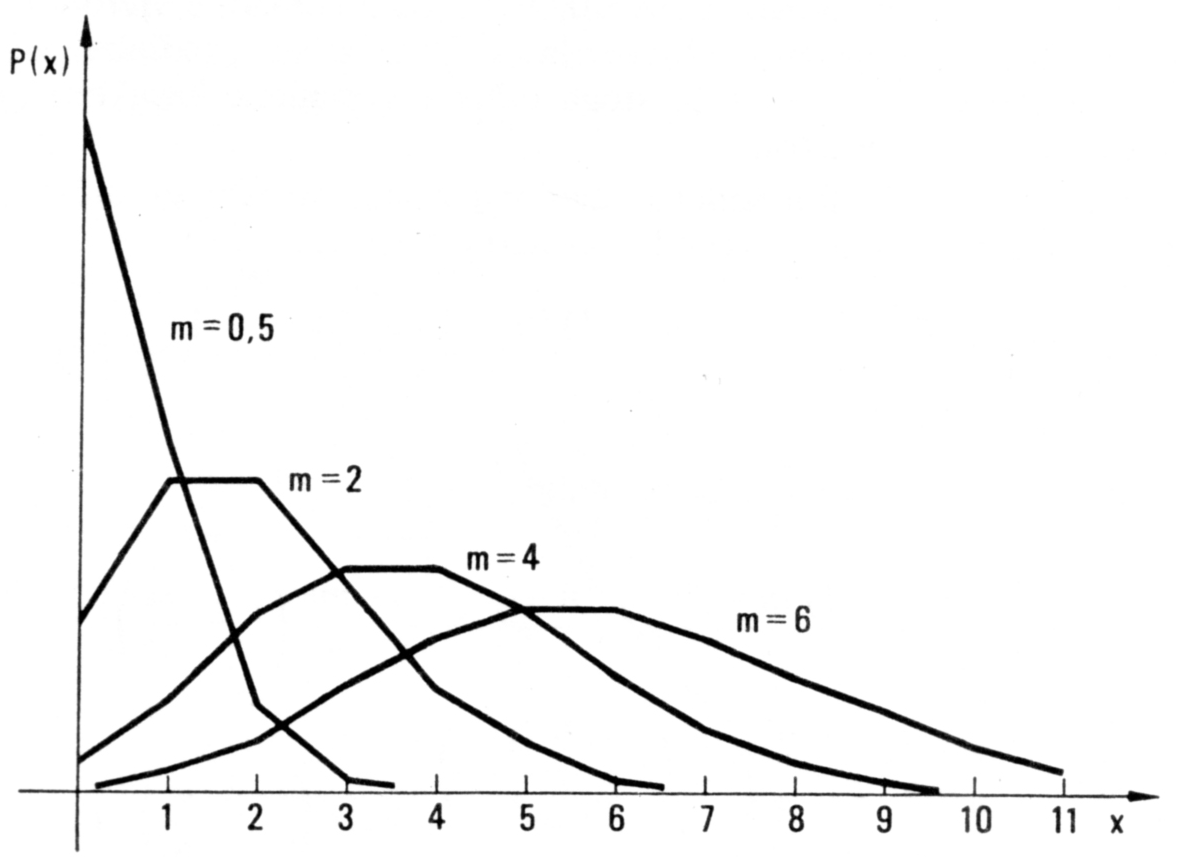 P(x)
m = 0,5
m = 2
m = 4
m = 6
1 2 3 4 5 6 7 8 9 10 11 x